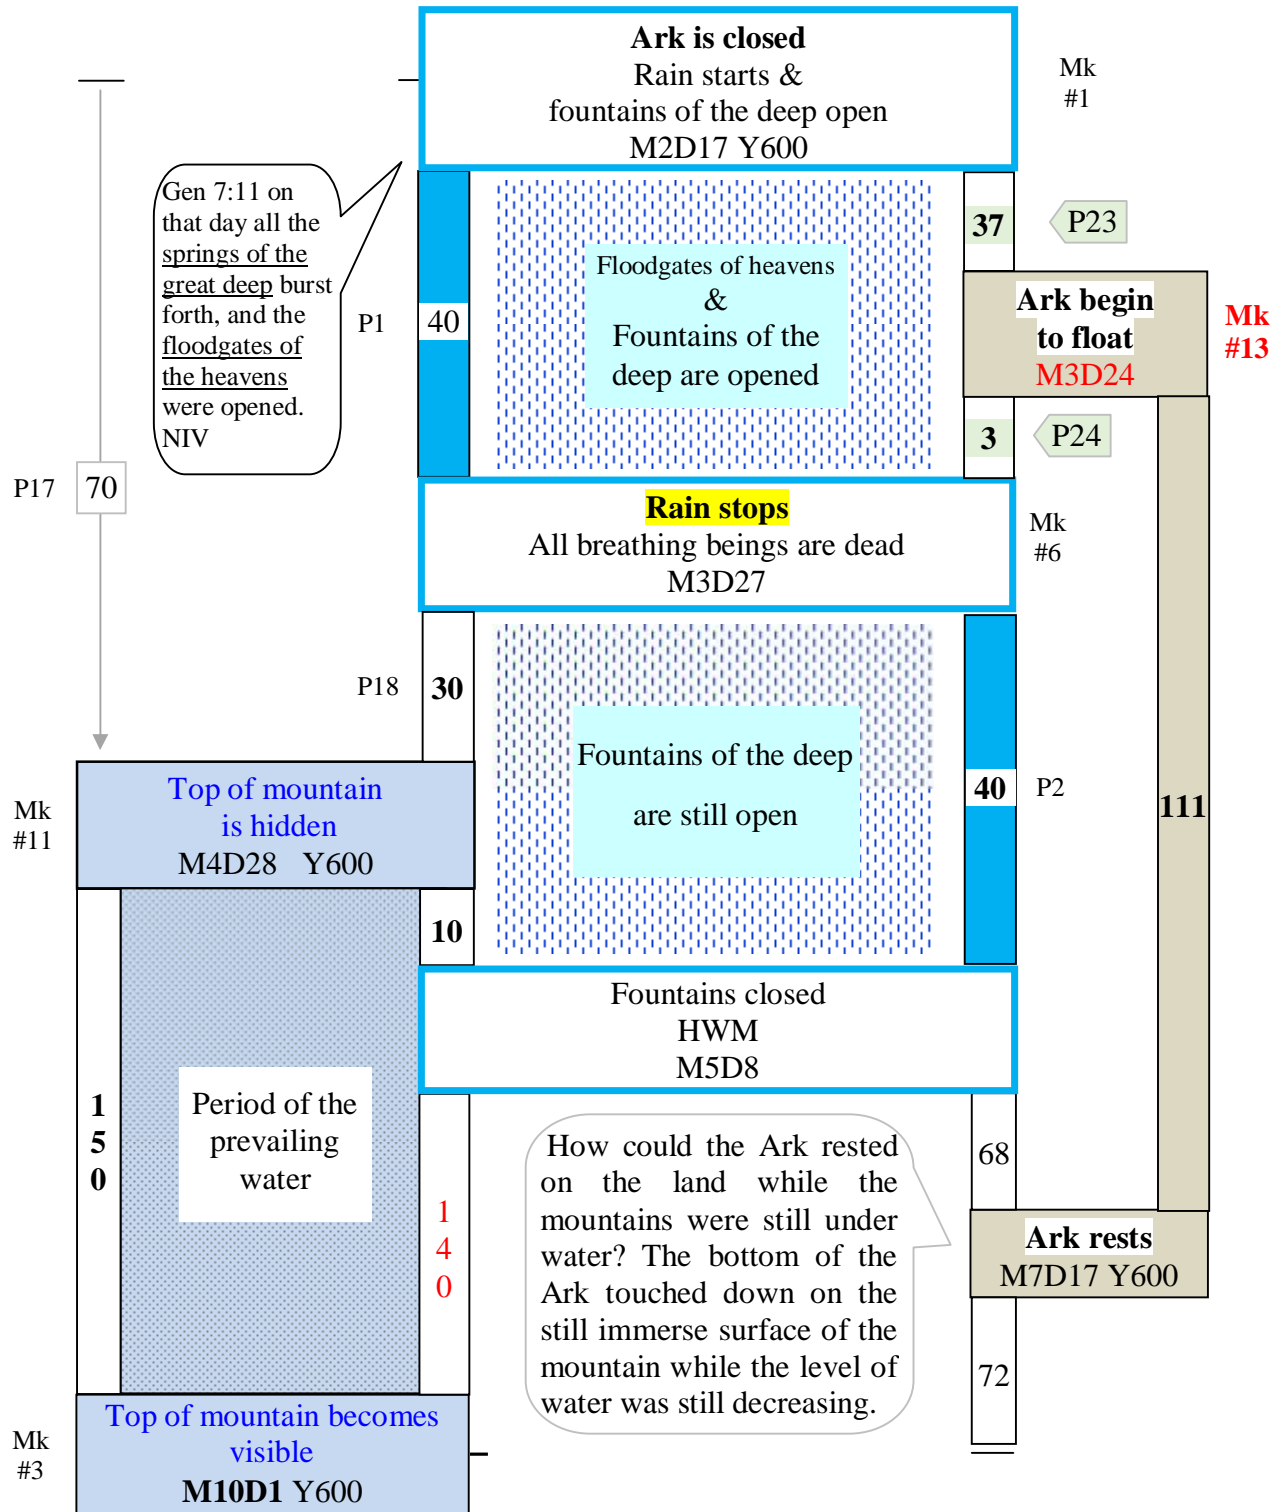 Ark is closed
Rain starts &
fountains of the deep open
M2D17 Y600
Mk
#1
Gen 7:11 on
that day all the
springs of the
great deep burst
forth, and the
floodgates of
the heavens
were opened.
NIV
P1
40
Floodgates of heavens
&
Fountains of the
deep are opened
37
P23
Ark begin
to float
M3D24
Mk
#13
3
P24
P17
70
Rain stops
All breathing beings are dead
M3D27
Mk
#6
P18
30
Fountains of the deep
are still open
40
P2
111
Mk
#11
Top of mountain
is hidden
M4D28 Y600
10
Fountains closed
HWM
M5D8
1
5
0
Period of the
prevailing
water
1
4
0
How could the Ark rested
on the land while the
mountains were still under
water? The bottom of the
Ark touched down on the
still immerse surface of the
mountain while the level of
water was still decreasing.
68
Ark rests
M7D17 Y600
72
Mk
#3
Top of mountain becomes
visible
M10D1 Y600